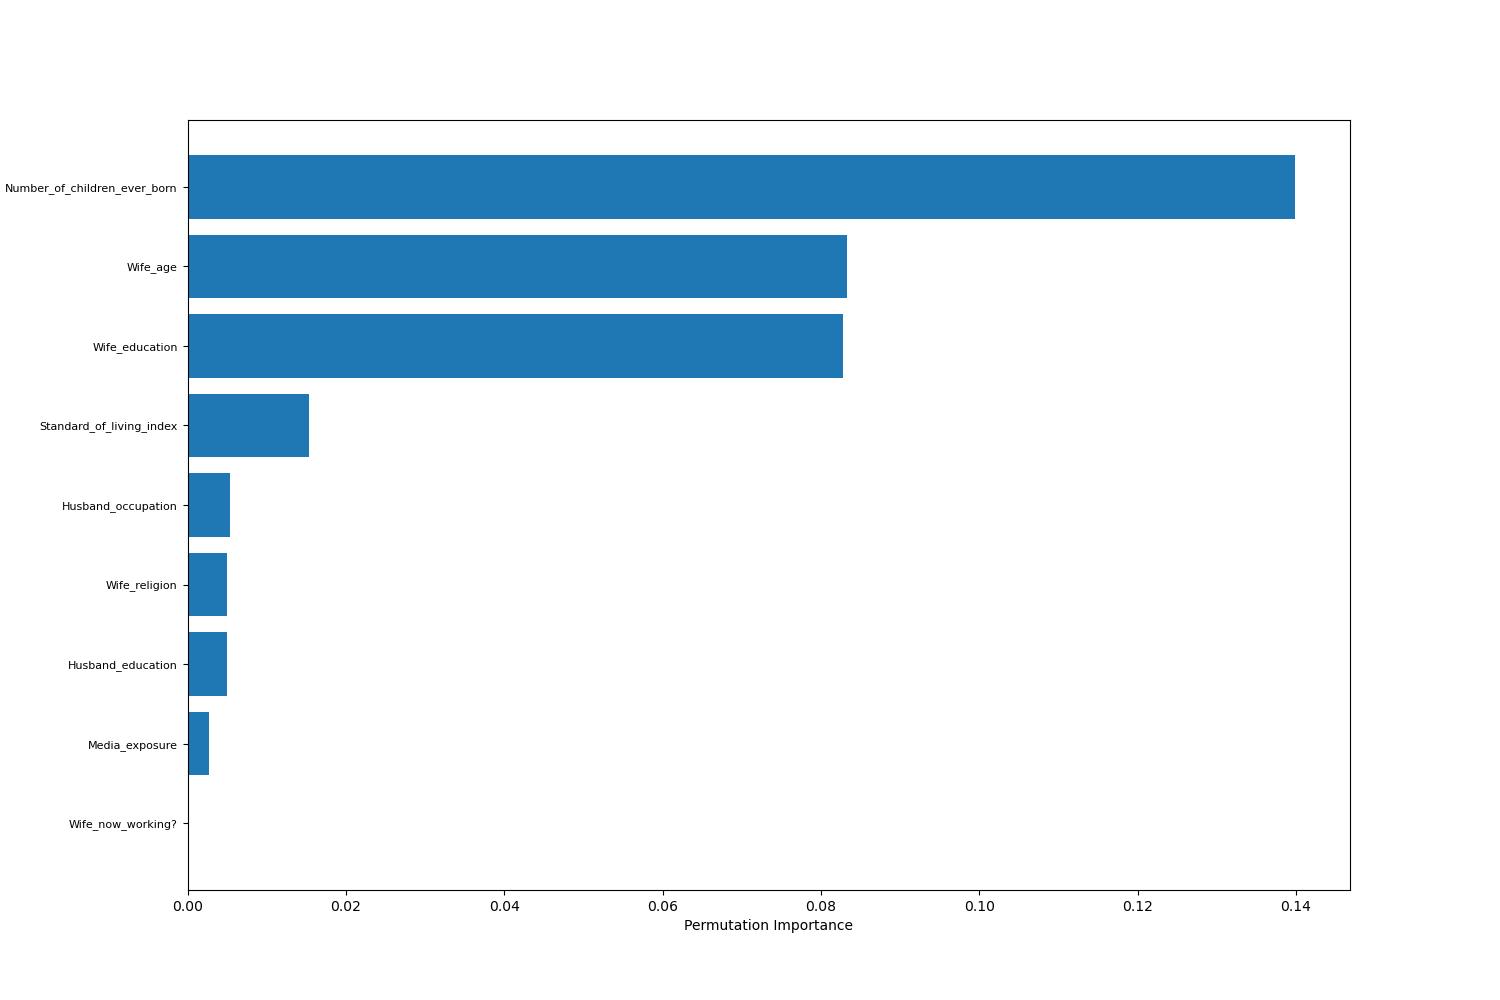 Number_of_children_ever_born
Wife_age
Wife_education
Standard_of_living_index
Husband_occupation
Wife_religion
Husband_education
Media_exposure
Wife_now_working?
0.00 0.02 0.04 0.06 0.08 0.10 0.12 0.14
Permutation Importance